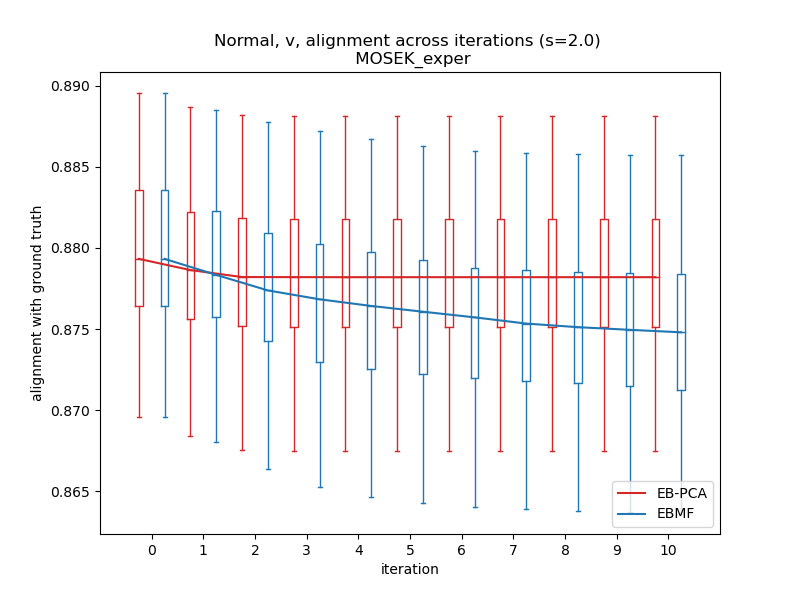 Normal, v, alignment across iterations (s=2.0)
MOSEK_exper
0.890
0.885
0.880
0.875
0.870
0.865
alignment with ground truth
EB-PCA
EBMF
0 1 2 3 4 5 6 7 8 9 10
iteration